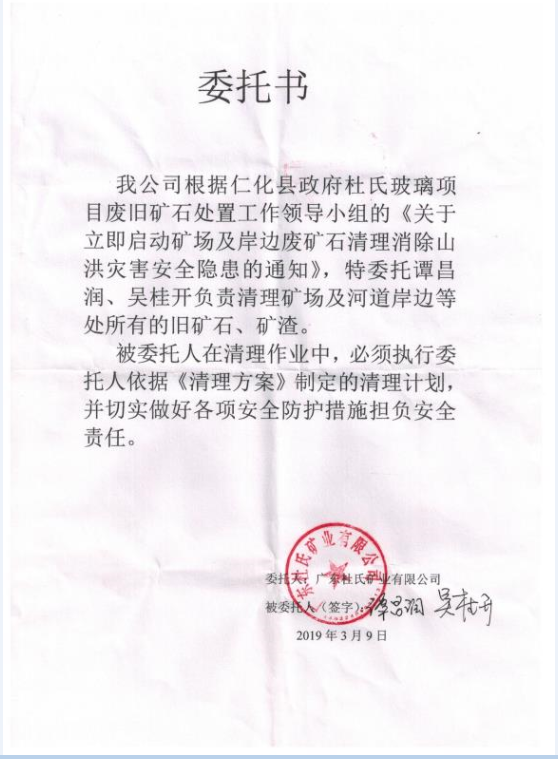 委托书
我公司根据仁化县政府杜氏玻璃项
目废旧矿石处置工作领导小组的《关于
立即启动矿场及岸边废矿石清理消除山
洪灾害安全隐患的通知》，特委托谭昌
润、吴桂开负责清理矿场及河道岸边等
处所有的旧矿石、矿渣。
被委托人在清理作业中，必须执行委
托人依据《清理方案》制定的清理计划，
并切实做好各项安全防护措施担负安全
责任。
东杜氏矿业有限公司
委托人：广东杜氏矿业有限公司
被委托人（签字）：谭昌润 吴桂开
2019年3月9日